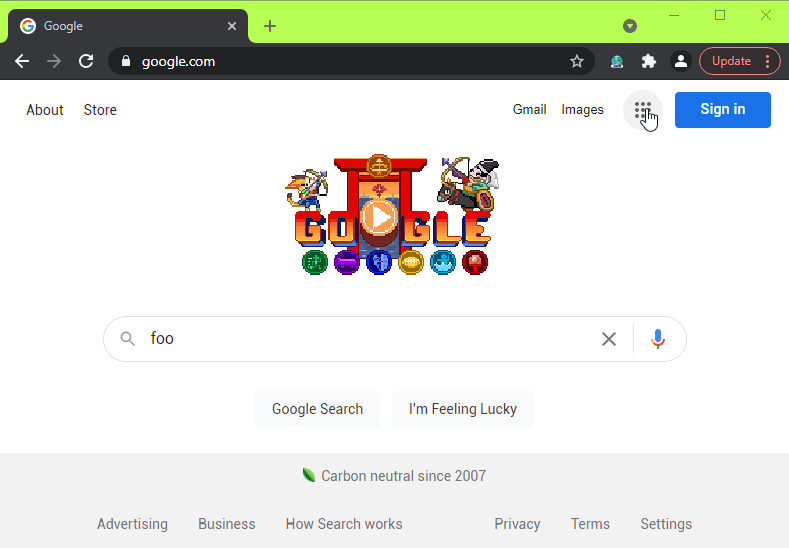 Google
google.com
Update
About Store
Gmail Images
Sign in
GOOGLE
foo
Google Search
I'm Feeling Lucky
Carbon neutral since 2007
Advertising Business How Search works
Privacy Terms Settings